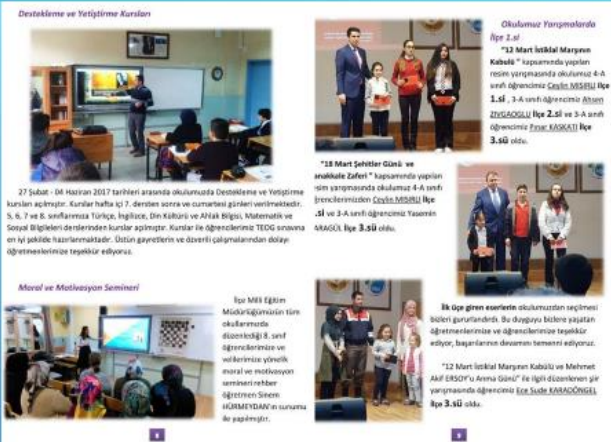 Destekleme ve Yetiştirme Kursları
27 Şubat - 04 Haziran 2017 tarihleri arasında okulumuzda Destekleme ve Yetiştirme
kursları açılmıştır. Kurslar hafta içi 7. dersten sonra ve cumartesi günleri verilmektedir.
5, 6, 7 ve 8. sınıflarımıza Türkçe, İngilizce, Din Kültürü ve Ahlak Bilgisi, Matematik ve
Sosyal Bilgileleri derslerinden kurslar açılmıştır. Kurslar ile öğrencilerimiz TEOG sınavına
en iyi şekilde hazırlanmaktadır. Üstün gayretlerin ve özverili çalışmalarından dolayı
öğretmenlerimize teşekkür ediyoruz.
Moral ve Motivasyon Semineri
İlçe Milli Eğitim
Müdürlüğümüzün tüm
okullarımızda
düzenlediği 8. sınıf
öğrencilerimize ve
velilerimize yönelik
moral ve motivasyon
semineri rehber
öğretmen Sinem
HÜRMEYDAN'ın sunumu
ile yapılmıştır.
8
Okulumuz Yarışmalarda
İlçe 1.si
"12 Mart İstiklal Marşının
Kabulü " kapsamında yapılan
resim yarışmasında okulumuz 4-A
sınıfı öğrencimiz Ceylin MISIRLI İlçe
1.si , 3-A sınıfı öğrencimiz Ahsen
ZIVGAOĞLU İlçe 2.si ve 3-A sınıfı
öğrencimiz Pınar KASKATI İlçe
3.sü oldu.
"18 Mart Şehitler Günü ve
anakkale Zaferi " kapsamında yapılan
esim yarışmasında okulumuz 4-A sınıfı
ğrencilerimizden Ceylin MISIRLI İlçe
.si ve 3-A sınıfı öğrencimiz Yasemin
ARAGÜL İlçe 3.sü oldu.
İlk üçe giren eserlerin okulumuzdan seçilmesi
bizleri gururlandırdı. Bu duyguyu bizlere yaşatan
öğretmenlerimize ve öğrencilerimize teşekkür
ediyor, başarılarının devamını temenni ediyoruz.
"12 Mart İstiklal Marşının Kabülü ve Mehmet
Akif ERSOY'u Anma Günü" ile ilgili düzenlenen şiir
yarışmasında öğrencimiz Ece Sude KARADÖNGEL
İlçe 3.sü oldu.
9